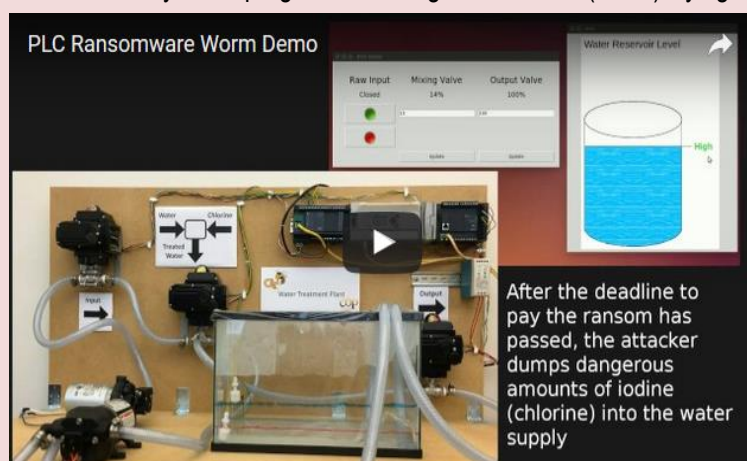 PLC Ransomware Worm Demo
Water Reservoir Level
Raw Input Mixing Valve Output Valve
Closed 14% 100%
High
Update Update
Water Chlorine
Treated
Water
Input
Water Treatment Plant
Output
After the deadline to
pay the ransom has
passed, the attacker
dumps dangerous
amounts of iodine
(chlorine) into the water
supply